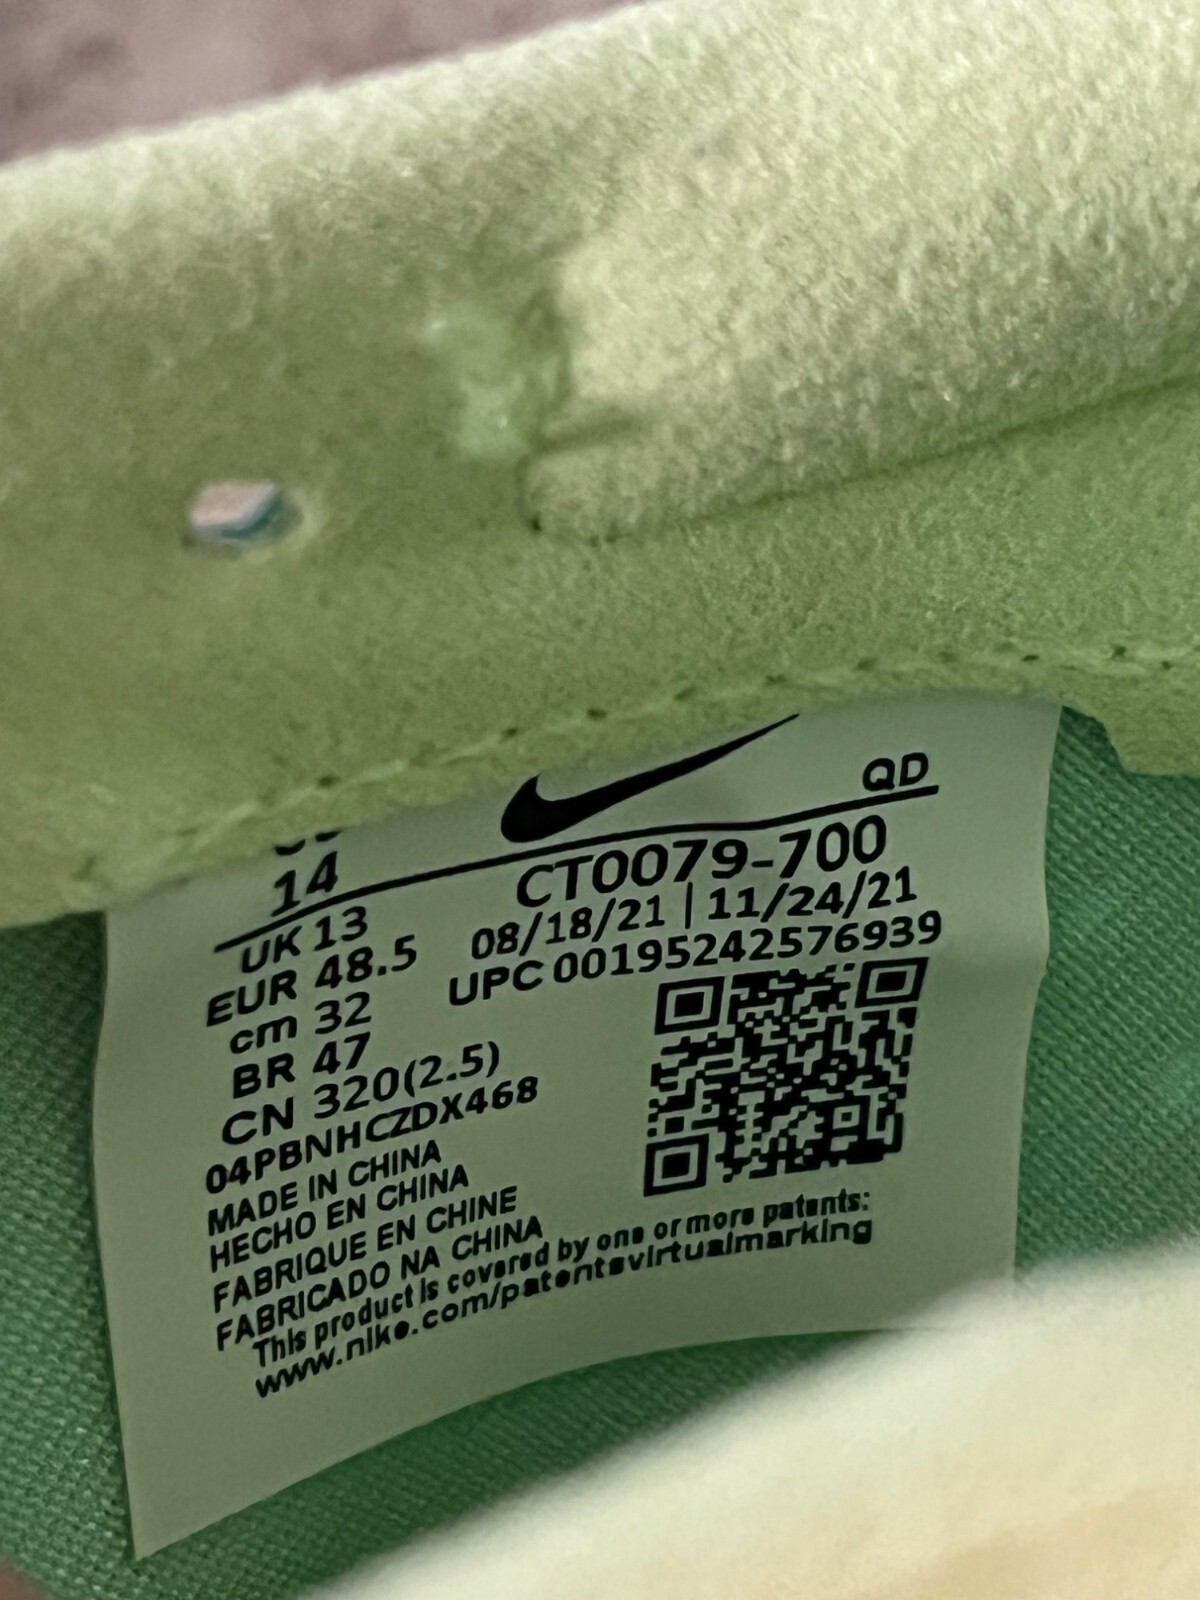 QD
14
CT0079-700
UK 13
08/18/21 | 11/24/21
EUR 48.5
UPC 00195242576939
cm 32
BR 47
CN 320(2.5)
04PBNHCZDX468
MADE IN CHINA
HECHO EN CHINA
FABRIQUE EN CHINE
FABRICADO NA CHINA
This product is covered by one or more patents:
www.nike.com/patentsvirtualmarking